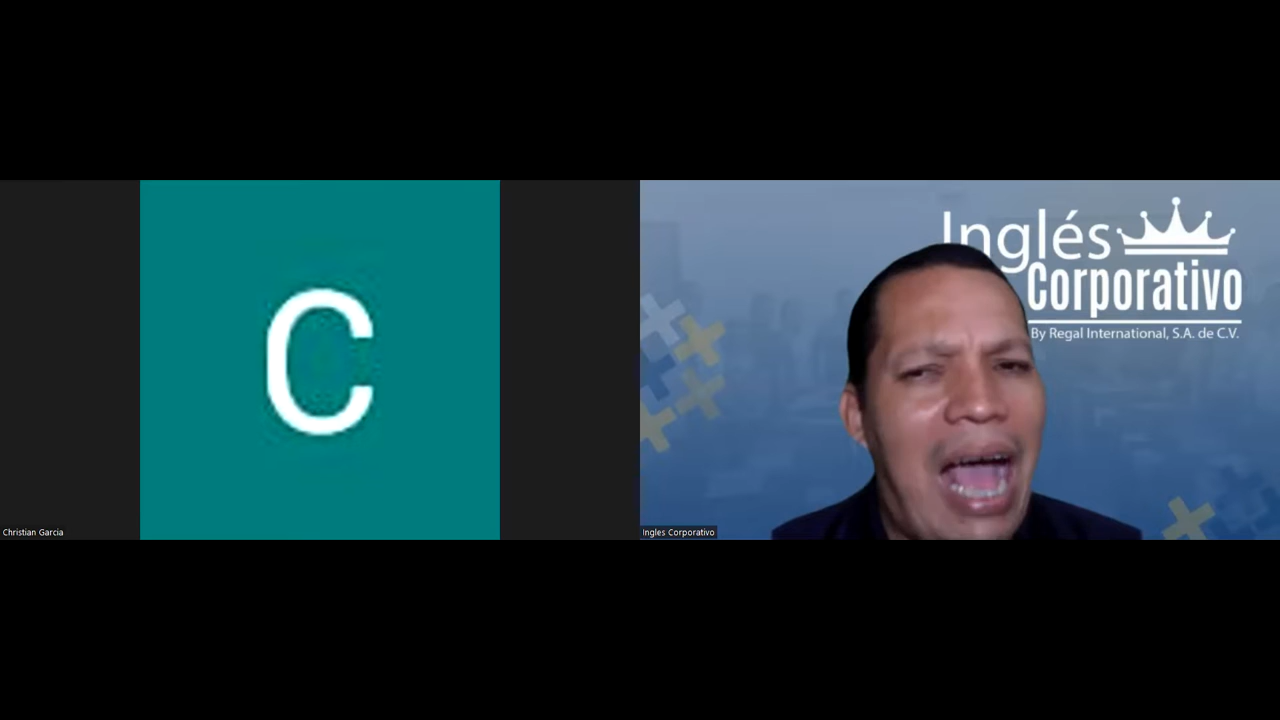 C
Christian Garcia
Inglés
Corporativo
By Regal International, S.A. de C.V.
Ingles Corporativo